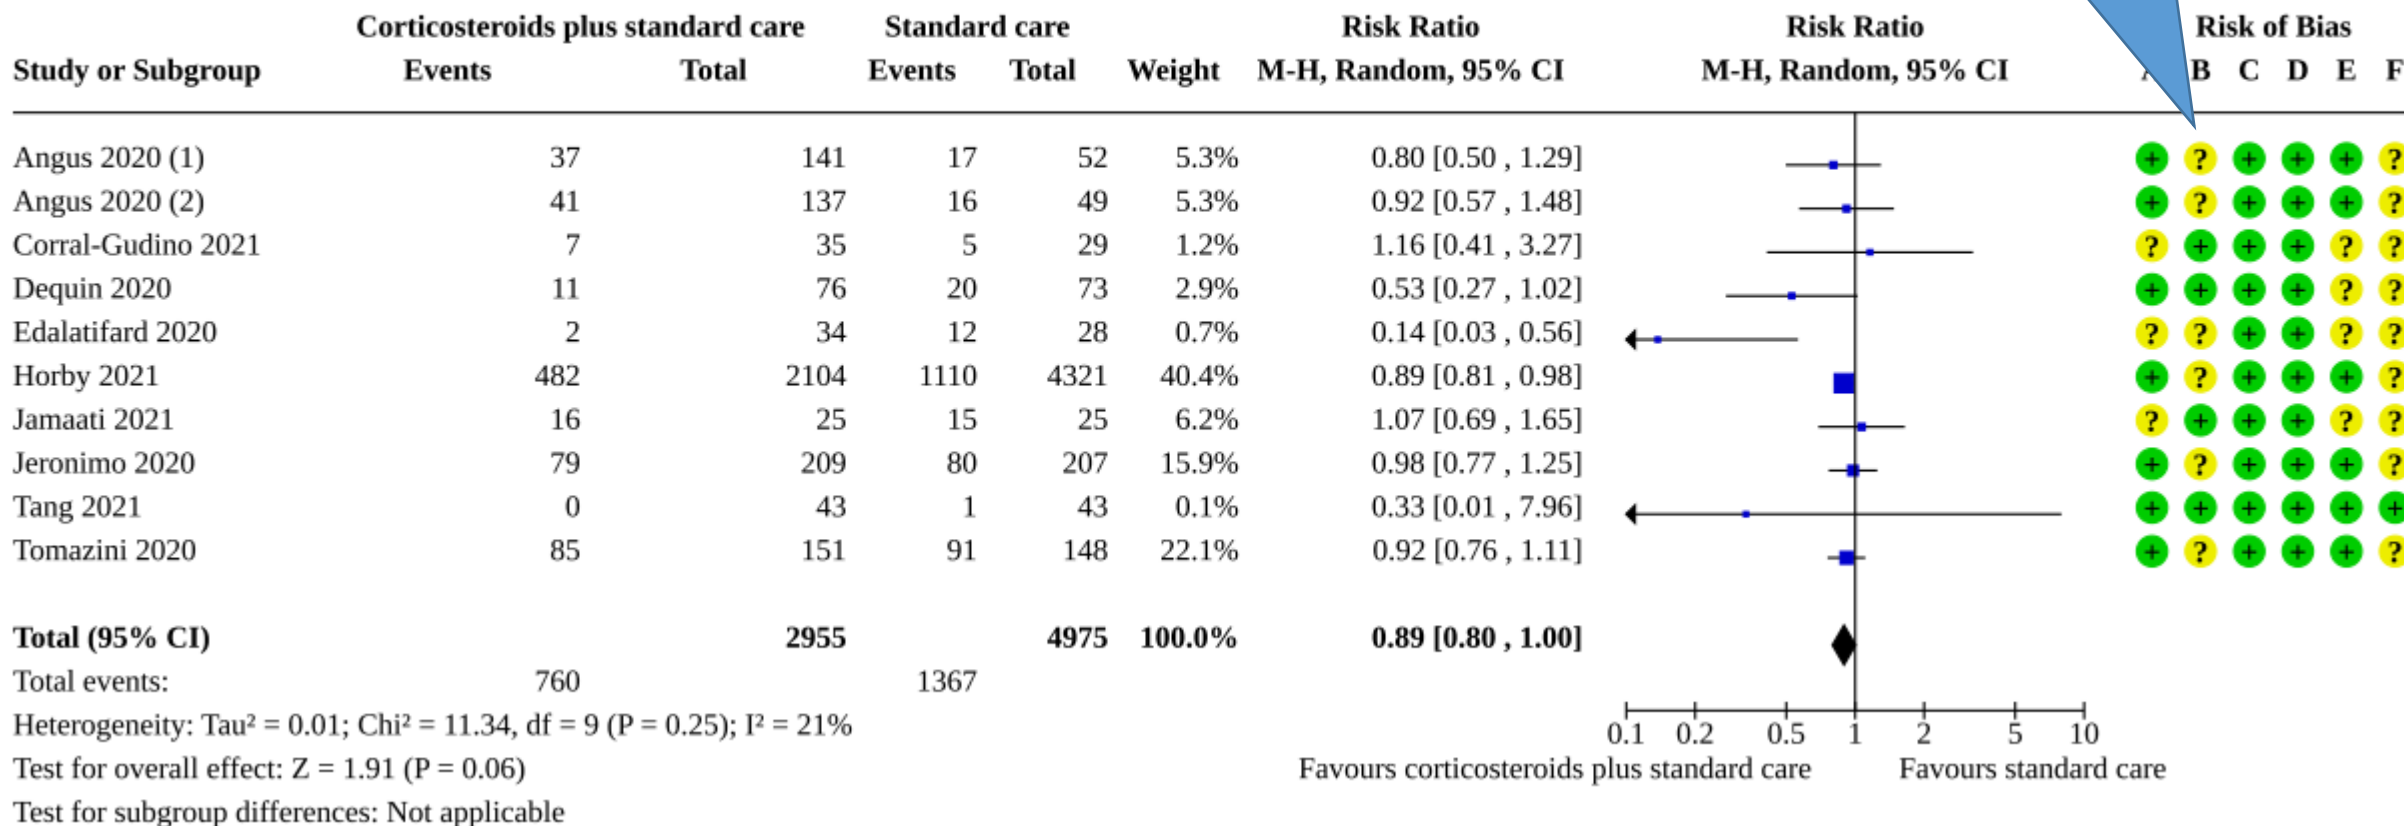 Corticosteroids plus standard care Standard care Risk Ratio Risk Ratio Risk of Bias
Study or Subgroup Events Total Events Total Weight M-H, Random, 95% CI M-H, Random, 95% CI B C D E F
Angus 2020 (1) 37 141 17 52 5.3% 0.80 [0.50 , 1.29] + ? + + + ?
Angus 2020 (2) 41 137 16 49 5.3% 0.92 [0.57 , 1.48] + ? + + + ?
Corral-Gudino 2021 7 35 5 29 1.2% 1.16 [0.41 , 3.27] ? + + + ? ?
Dequin 2020 11 76 20 73 2.9% 0.53 [0.27 , 1.02] + + + + ? ?
Edalatifard 2020 2 34 12 28 0.7% 0.14 [0.03 , 0.56] ? ? + + ? ?
Horby 2021 482 2104 1110 4321 40.4% 0.89 [0.81 , 0.98] + ? + + + ?
Jamaati 2021 16 25 15 25 6.2% 1.07 [0.69 , 1.65] ? + + + ? ?
Jeronimo 2020 79 209 80 207 15.9% 0.98 [0.77 , 1.25] + ? + + + ?
Tang 2021 0 43 1 43 0.1% 0.33 [0.01 , 7.96] + + + + + +
Tomazini 2020 85 151 91 148 22.1% 0.92 [0.76 , 1.11] + ? + + + ?
Total (95% CI) 2955 4975 100.0% 0.89 [0.80 , 1.00]
Total events: 760 1367
Heterogeneity: Tau² = 0.01; Chi² = 11.34, df = 9 (P = 0.25); I² = 21%
0.1 0.2 0.5 1 2 5 10
Test for overall effect: Z = 1.91 (P = 0.06) Favours corticosteroids plus standard care Favours standard care
Test for subgroup differences: Not applicable